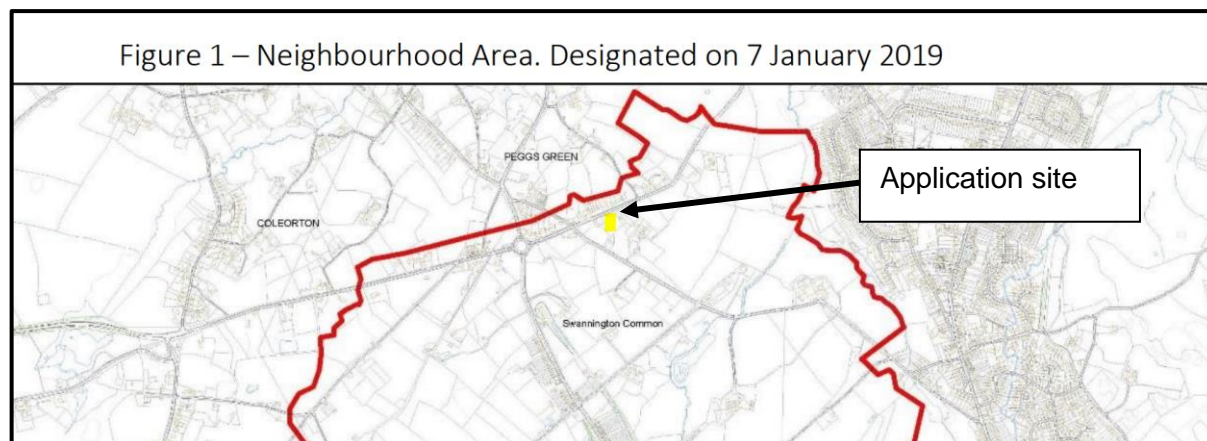 Figure 1 – Neighbourhood Area. Designated on 7 January 2019
PEGGS GREEN
Application site
COLEORTON
Swannington Common